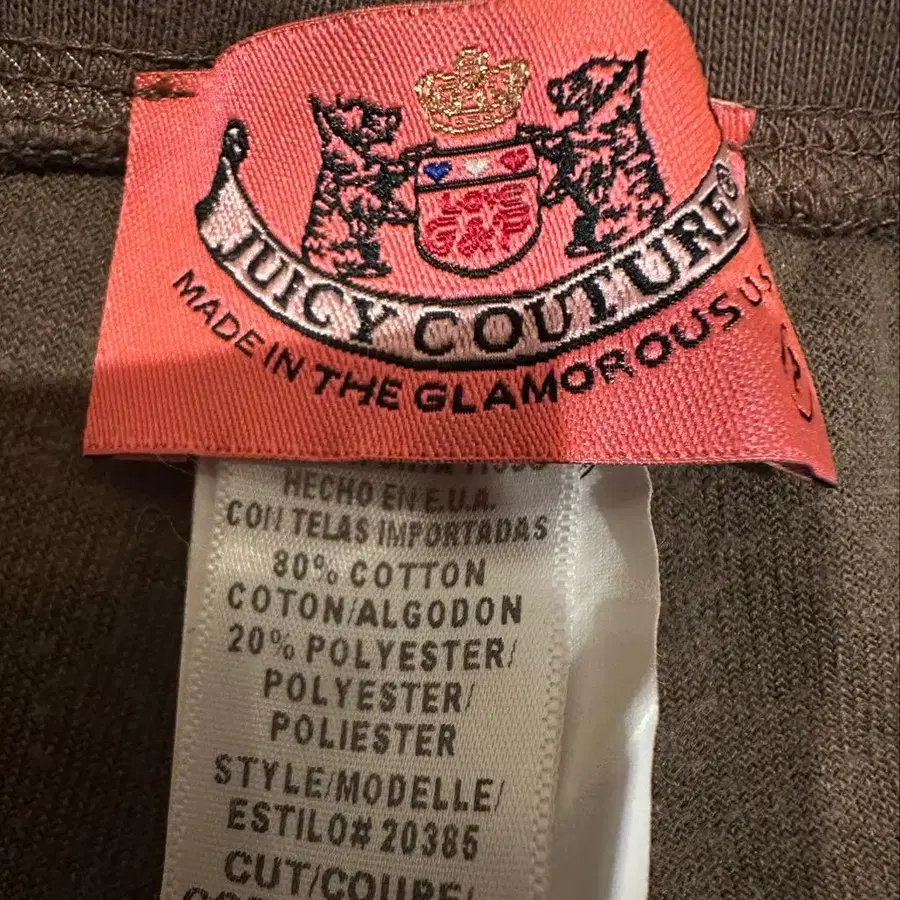 LOVE
G&P
JUICY COUTURE®
MADE IN THE GLAMOROUS US
HECHO EN E.U.A.
CON TELAS IMPORTADAS
80% COTTON
COTON/ALGODON
20% POLYESTER/
POLYESTER/
POLIESTER
STYLE/MODELLE/
ESTILO# 20385
CUT/COUPE/